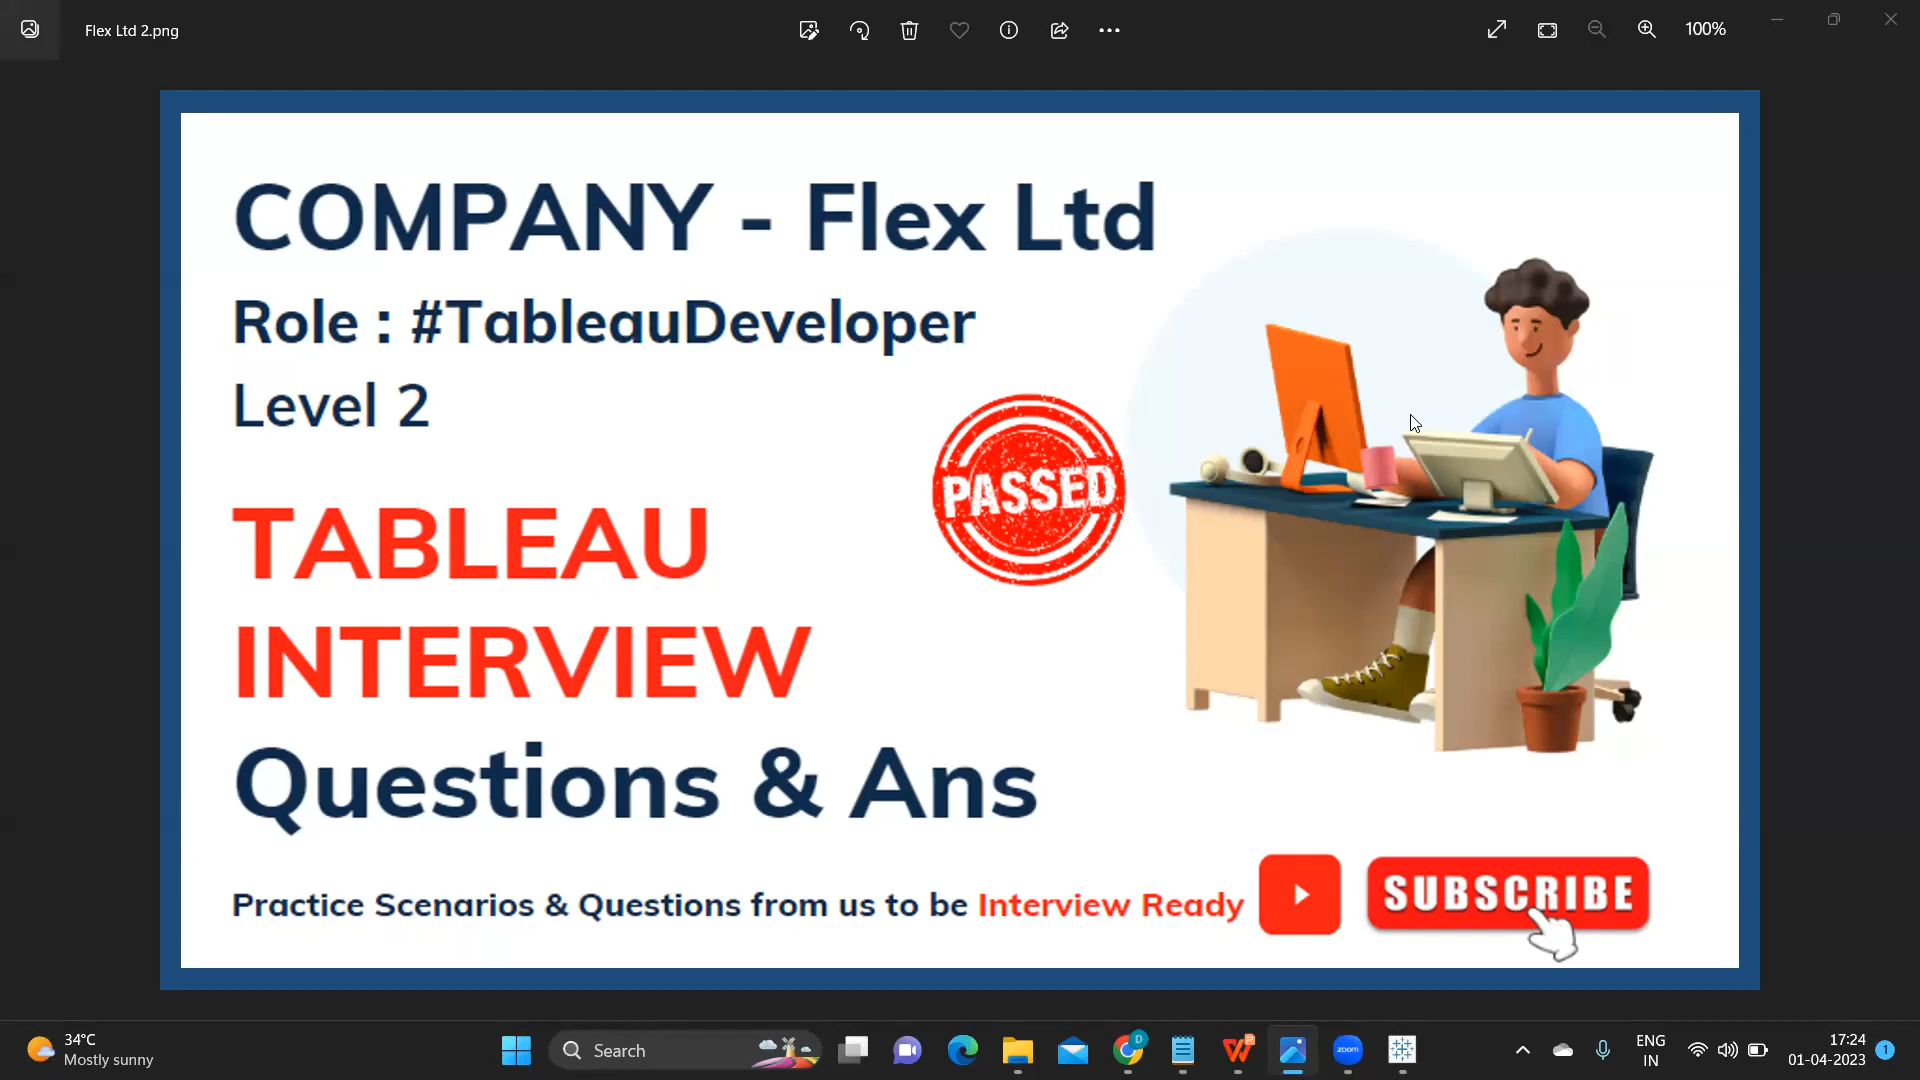 Flex Ltd 2.png
100%
COMPANY - Flex Ltd
Role : #TableauDeveloper
Level 2
PASSED
TABLEAU
INTERVIEW
Questions & Ans
Practice Scenarios & Questions from us to be Interview Ready
SUBSCRIBE
34°C
Mostly sunny
Search
D
zoom
ENG
IN
17:24
01-04-2023
1